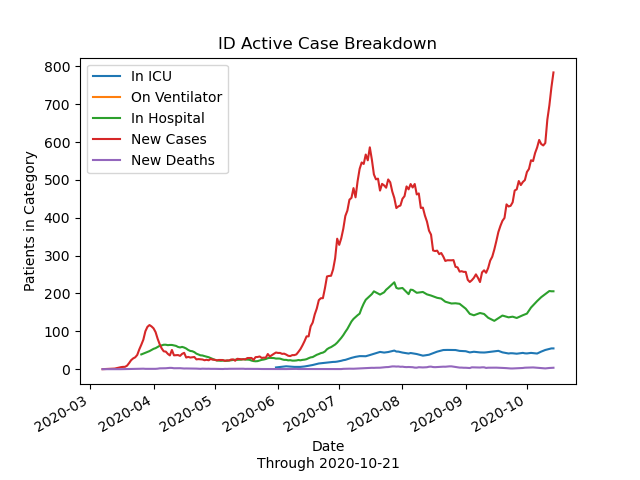 ID Active Case Breakdown
In ICU
On Ventilator
In Hospital
New Cases
New Deaths
Patients in Category
800
700
600
500
400
300
200
100
0
2020-03
2020-04
2020-05
2020-06
2020-07
2020-08
2020-09
2020-10
Date
Through 2020-10-21